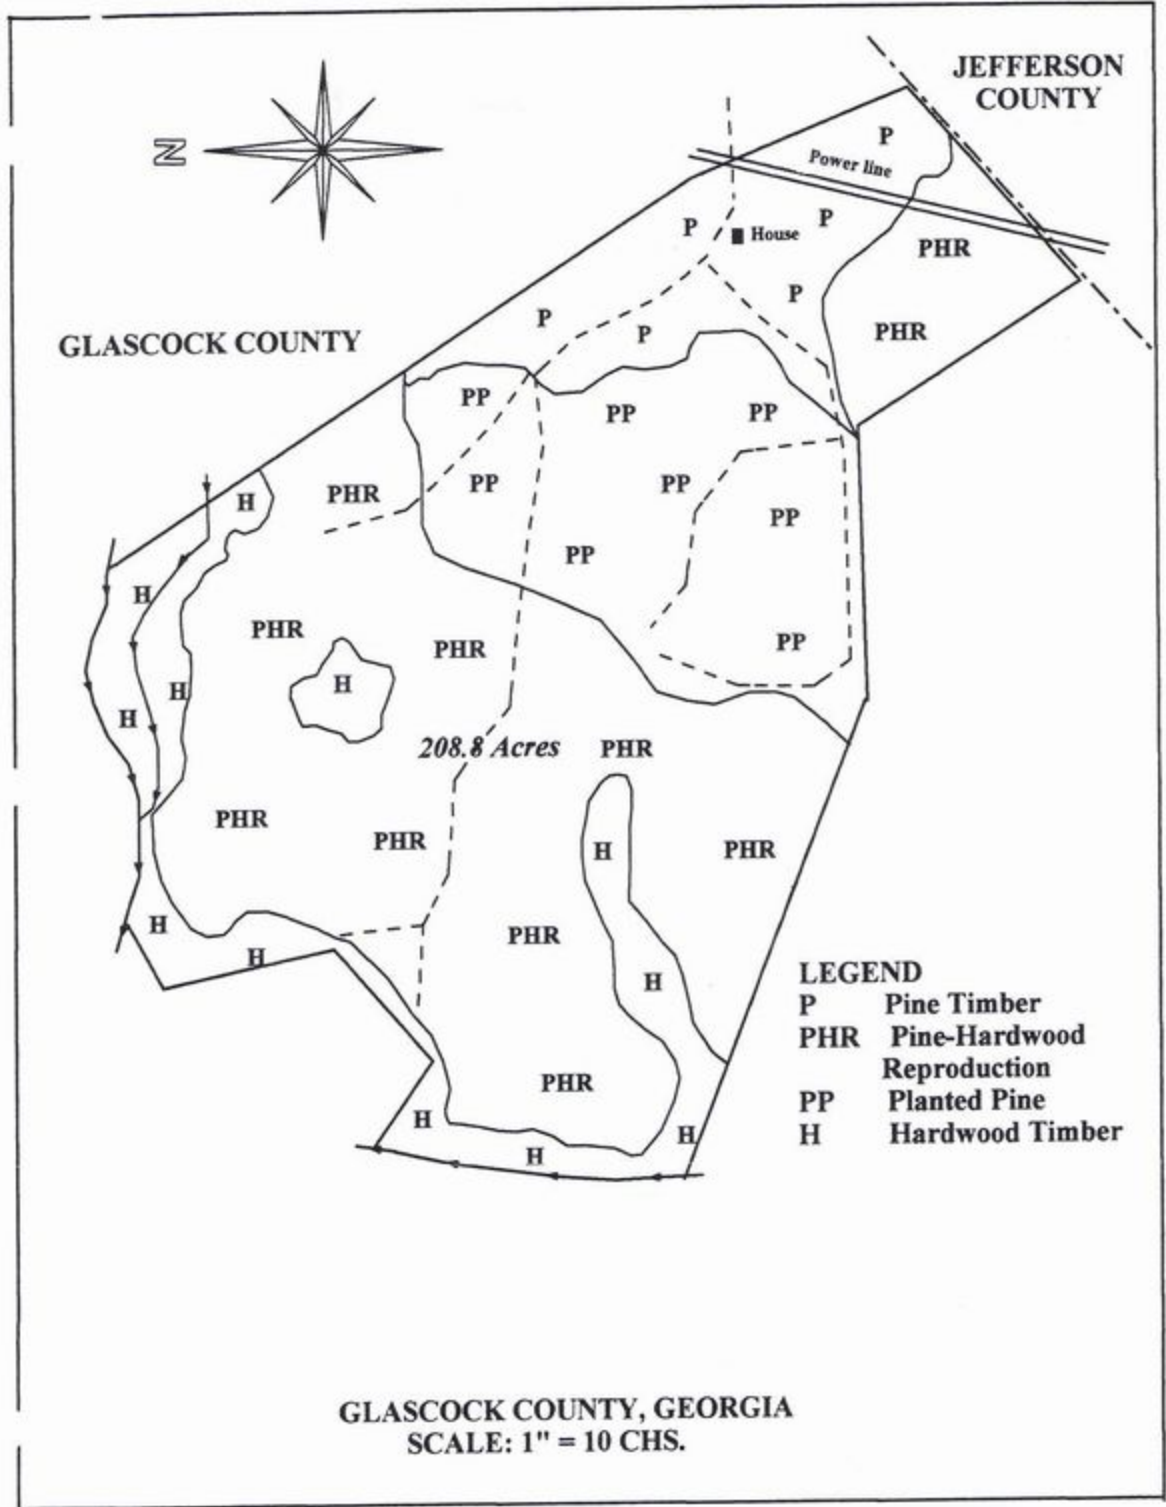 JEFFERSON
COUNTY
N
P
Power line
P
P
House
PHR
P
P
P
PHR
GLASCOCK COUNTY
PP
PP
PP
H
PHR
PP
PP
PP
PP
H
PHR
PHR
PP
H
H
H
208.8 Acres
PHR
PHR
PHR
H
PHR
H
PHR
H
H
LEGEND
P Pine Timber
PHR Pine-Hardwood
Reproduction
PP Planted Pine
H Hardwood Timber
PHR
H
H
H
GLASCOCK COUNTY, GEORGIA
SCALE: 1" = 10 CHS.